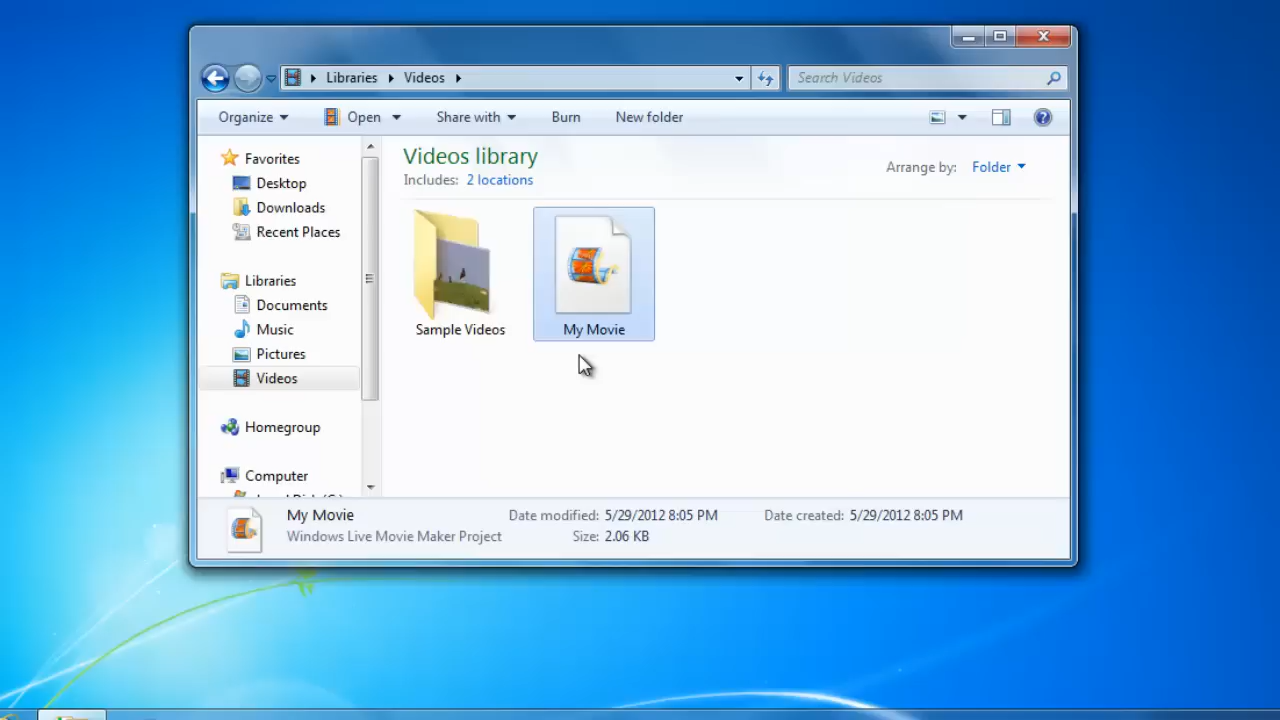 Libraries Videos
Search Videos
Organize Open Share with Burn New folder
Favorites
Desktop
Downloads
Recent Places
Libraries
Documents
Music
Pictures
Videos
Homegroup
Computer
Videos library
Includes: 2 locations
Arrange by: Folder
Sample Videos
My Movie
My Movie
Windows Live Movie Maker Project
Date modified: 5/29/2012 8:05 PM
Size: 2.06 KB
Date created: 5/29/2012 8:05 PM